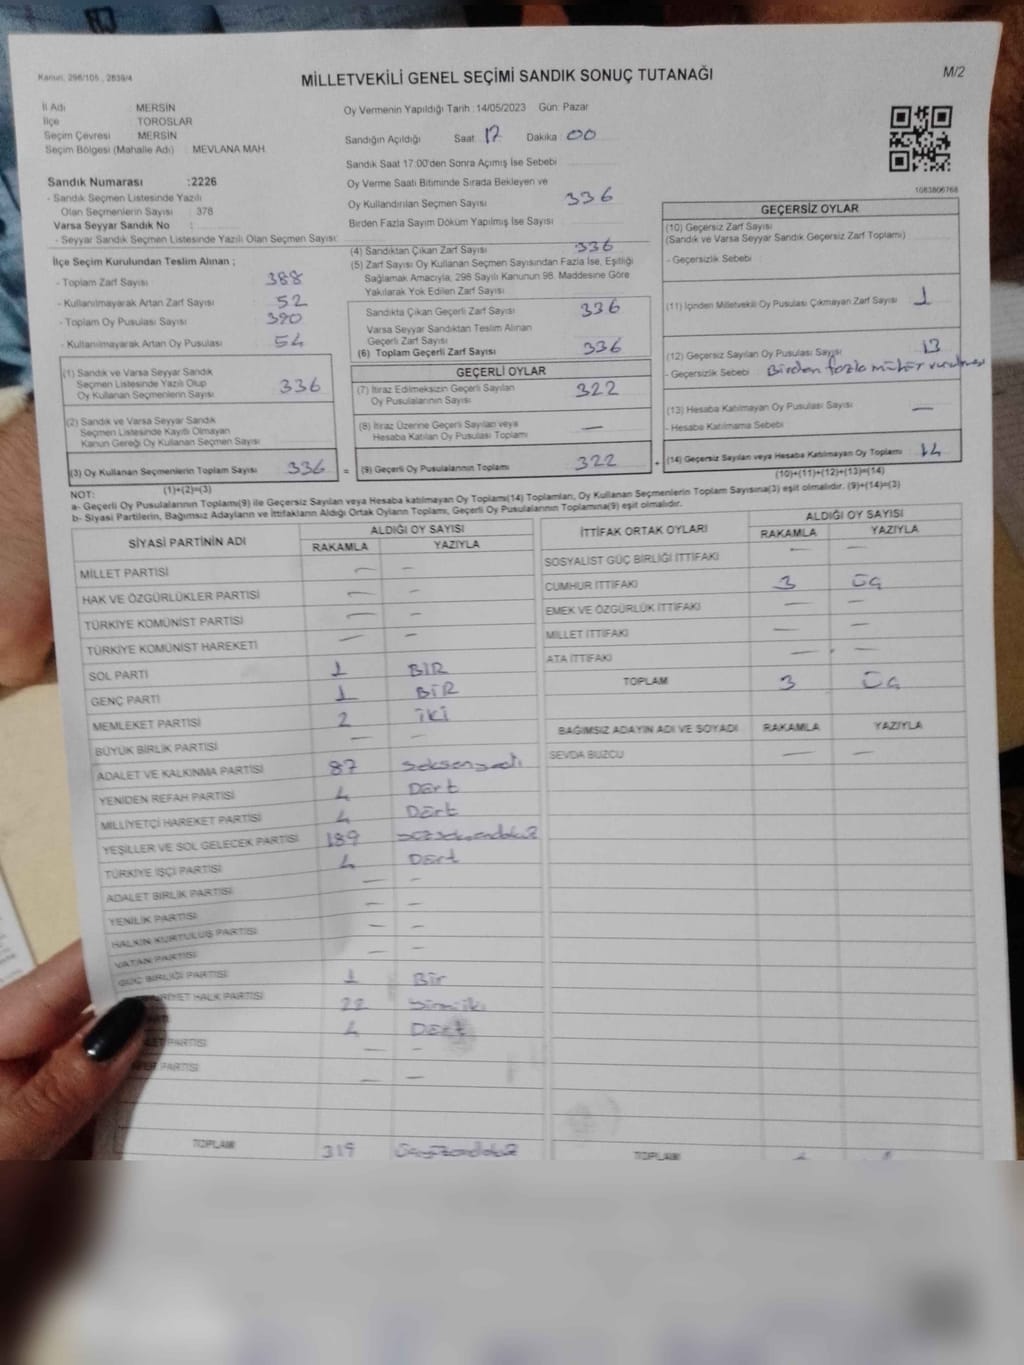 Kanun, 298/105., 2839/4
MİLLETVEKİLİ GENEL SEÇİMİ SANDIK SONUÇ TUTANAĞI
M/2
İl Adı : MERSİN
İlçe : TOROSLAR
Seçim Çevresi : MERSİN
Seçim Bölgesi (Mahalle Adı) : MEVLANA MAH.
Oy Vermenin Yapıldığı Tarih : 14/05/2023 Gün: Pazar
Sandığın Açıldığı Saat 17 Dakika 00
Sandık Saat 17:00'den Sonra Açımış İse Sebebi
Oy Verme Saati Bitiminde Sırada Bekleyen ve
Oy Kullandırılan Seçmen Sayısı 336
Birden Fazla Sayım Döküm Yapılmış İse Sayısı
1083806768
Sandık Numarası :2226
- Sandık Seçmen Listesinde Yazılı
Olan Seçmenlerin Sayısı : 378
Varsa Seyyar Sandık No :
- Seyyar Sandık Seçmen Listesinde Yazılı Olan Seçmen Sayısı:
İlçe Seçim Kurulundan Teslim Alınan ;
- Toplam Zarf Sayısı 388
- Kullanılmayarak Artan Zarf Sayısı 52
- Toplam Oy Pusulası Sayısı 390
- Kullanılmayarak Artan Oy Pusulası 54
(1) Sandık ve Varsa Seyyar Sandık
Seçmen Listesinde Yazılı Olup
Oy Kullanan Seçmenlerin Sayısı 336
(2) Sandık ve Varsa Seyyar Sandık
Seçmen Listesinde Kayıtlı Olmayan
Kanun Gereği Oy Kullanan Seçmen Sayısı
(3) Oy Kullanan Seçmenlerin Toplam Sayısı 336 =
(1)+(2)=(3)
(4) Sandıktan Çıkan Zarf Sayısı 336
(5) Zarf Sayısı Oy Kullanan Seçmen Sayısından Fazla İse, Eşitliği
Sağlamak Amacıyla, 298 Sayılı Kanunun 98. Maddesine Göre
Yakılarak Yok Edilen Zarf Sayısı
Sandıkta Çıkan Geçerli Zarf Sayısı 336
Varsa Seyyar Sandıktan Teslim Alınan
Geçerli Zarf Sayısı
(6) Toplam Geçerli Zarf Sayısı 336
GEÇERLİ OYLAR
(7) İtiraz Edilmeksizin Geçerli Sayılan
Oy Pusulalarının Sayısı 322
(8) İtiraz Üzerine Geçerli Sayılan veya
Hesaba Katılan Oy Pusulası Toplamı —
(9) Geçerli Oy Pusulalarının Toplamı 322 +
GEÇERSİZ OYLAR
(10) Geçersiz Zarf Sayısı
(Sandık ve Varsa Seyyar Sandık Geçersiz Zarf Toplamı)
- Geçersizlik Sebebi
(11) İçinden Milletvekili Oy Pusulası Çıkmayan Zarf Sayısı 1
(12) Geçersiz Sayılan Oy Pusulası Sayısı 13
- Geçersizlik Sebebi Birden fazla mühür vurulması
(13) Hesaba Katılmayan Oy Pusulası Sayısı —
- Hesaba Katılmama Sebebi
(14) Geçersiz Sayılan veya Hesaba Katılmayan Oy Toplamı 14
(10)+(11)+(12)+(13)=(14)
NOT:
a- Geçerli Oy Pusulalarının Toplamı(9) ile Geçersiz Sayılan veya Hesaba katılmayan Oy Toplamı(14) Toplamları, Oy Kullanan Seçmenlerin Toplam Sayısına(3) eşit olmalıdır. (9)+(14)=(3)
b- Siyasi Partilerin, Bağımsız Adayların ve İttifakların Aldığı Ortak Oyların Toplamı, Geçerli Oy Pusulalarının Toplamına(9) eşit olmalıdır.
SİYASİ PARTİNİN ADI ALDIĞI OY SAYISI
RAKAMLA YAZIYLA
MİLLET PARTİSİ — —
HAK VE ÖZGÜRLÜKLER PARTİSİ — —
TÜRKİYE KOMÜNİST PARTİSİ — —
TÜRKİYE KOMÜNİST HAREKETİ — —
SOL PARTİ 1 BİR
GENÇ PARTİ 1 BİR
MEMLEKET PARTİSİ 2 İKİ
BÜYÜK BİRLİK PARTİSİ — —
ADALET VE KALKINMA PARTİSİ 87 seksenyedi
YENİDEN REFAH PARTİSİ 4 DÖrt
MİLLİYETÇİ HAREKET PARTİSİ 4 DÖrt
YEŞİLLER VE SOL GELECEK PARTİSİ 189 yüzseksendokuz
TÜRKİYE İŞÇİ PARTİSİ 4 DÖrt
ADALET BİRLİK PARTİSİ — —
YENİLİK PARTİSİ — —
HALKIN KURTULUŞ PARTİSİ — —
VATAN PARTİSİ — —
GÜÇ BİRLİĞİ PARTİSİ 1 Bir
RİYET HALK PARTİSİ 22 yirmiiki
4 DÖrt
ET PARTİSİ — —
ER PARTİSİ — —
TOPLAM 319 üçyüzondokuz
İTTİFAK ORTAK OYLARI ALDIĞI OY SAYISI
RAKAMLA YAZIYLA
SOSYALİST GÜÇ BİRLİĞİ İTTİFAKI — —
CUMHUR İTTİFAKI 3 ÜÇ
EMEK VE ÖZGÜRLÜK İTTİFAKI — —
MİLLET İTTİFAKI — —
ATA İTTİFAKI — —
TOPLAM 3 ÜÇ
BAĞIMSIZ ADAYIN ADI VE SOYADI RAKAMLA YAZIYLA
SEVDA BUZCU — —
TOPLAM